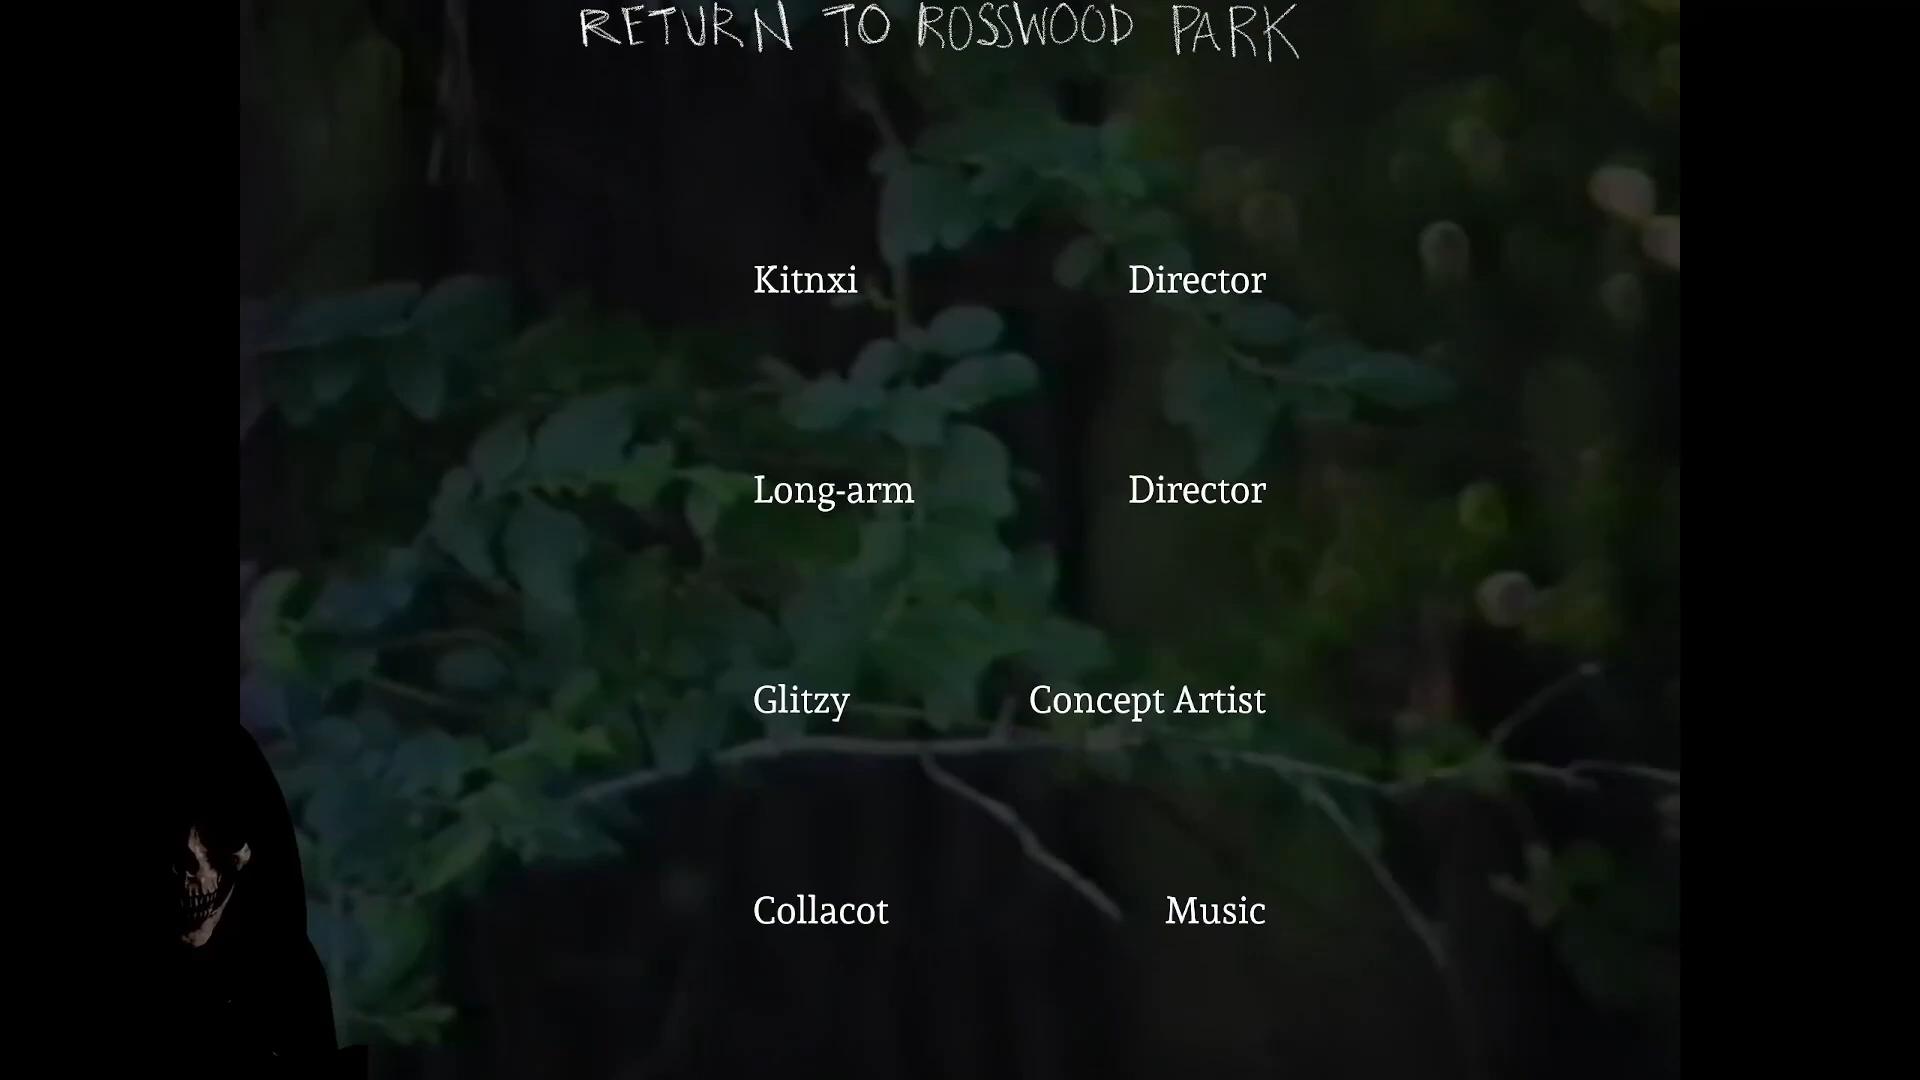 RETURN TO ROSSWOOD PARK
Kitnxi Director
Long-arm Director
Glitzy Concept Artist
Collacot Music